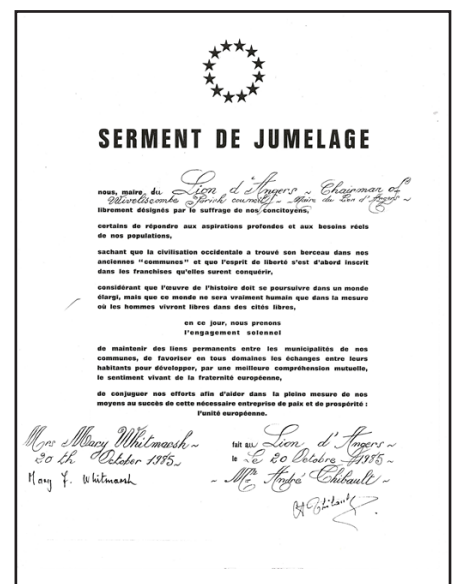 SERMENT DE JUMELAGE
nous, maire du Lion d'Angers ~ Chairman of
Wiveliscombe Parish council ~ Maire du Lion d'Angers ~
librement désignés par le suffrage de nos concitoyens,
certains de répondre aux aspirations profondes et aux besoins réels
de nos populations,
sachant que la civilisation occidentale a trouvé son berceau dans nos
anciennes "communes" et que l'esprit de liberté s'est d'abord inscrit
dans les franchises qu'elles surent conquérir,
considérant que l'œuvre de l'histoire doit se poursuivre dans un monde
élargi, mais que ce monde ne sera vraiment humain que dans la mesure
où les hommes vivront libres dans des cités libres,
en ce jour, nous prenons
l'engagement solennel
de maintenir des liens permanents entre les municipalités de nos
communes, de favoriser en tous domaines les échanges entre leurs
habitants pour développer, par une meilleure compréhension mutuelle,
le sentiment vivant de la fraternité européenne,
de conjuguer nos efforts afin d'aider dans la pleine mesure de nos
moyens au succès de cette nécessaire entreprise de paix et de prospérité :
l'unité européenne.
Mrs Mary Whitmarsh ~
20 th October 1985 ~
Mary F. Whitmarsh
fait au Lion d'Angers ~
le Le 20 Octobre 1985 ~
~ Mr André Thibault ~